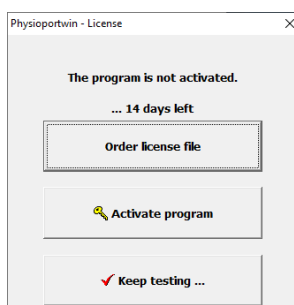 Physioportwin - License
The program is not activated.
... 14 days left
Order license file
Activate program
Keep testing ...